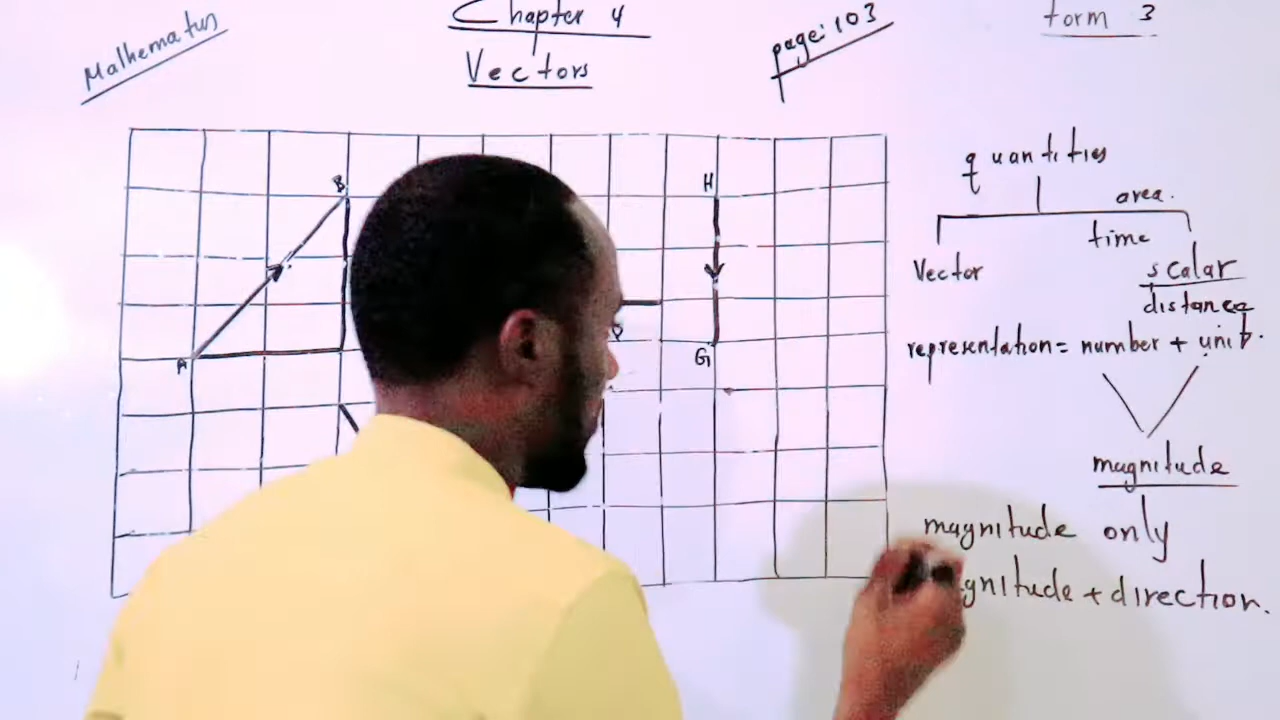 Mathematics
Chapter 4
Vectors
page: 103
form 3
quantities
area.
time
Vector
scalar
distance
representation = number + unit.
magnitude
magnitude only
gnitude + direction.
B
H
A
P
G